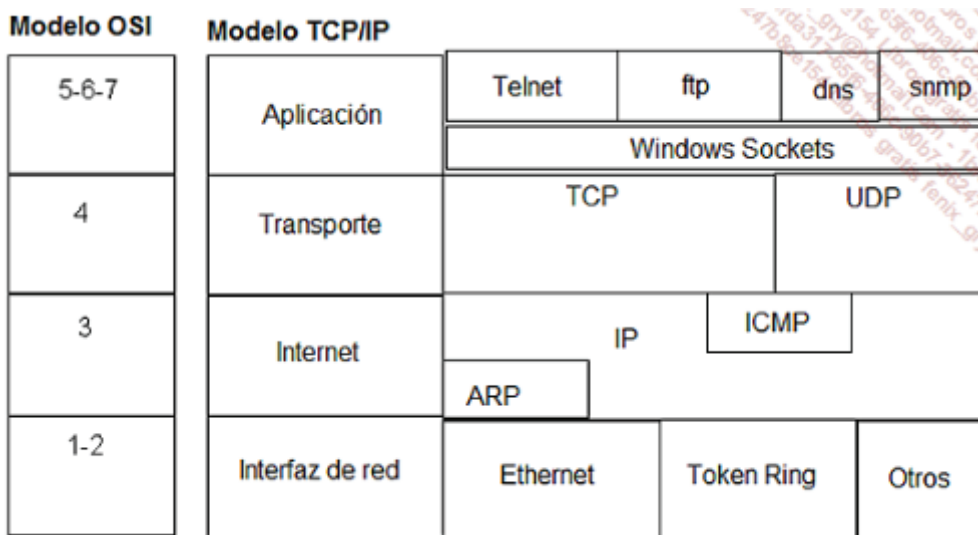 Modelo OSI
Modelo TCP/IP
5-6-7
Aplicación
Telnet
ftp
dns
snmp
Windows Sockets
4
Transporte
TCP
UDP
3
Internet
IP
ICMP
ARP
1-2
Interfaz de red
Ethernet
Token Ring
Otros